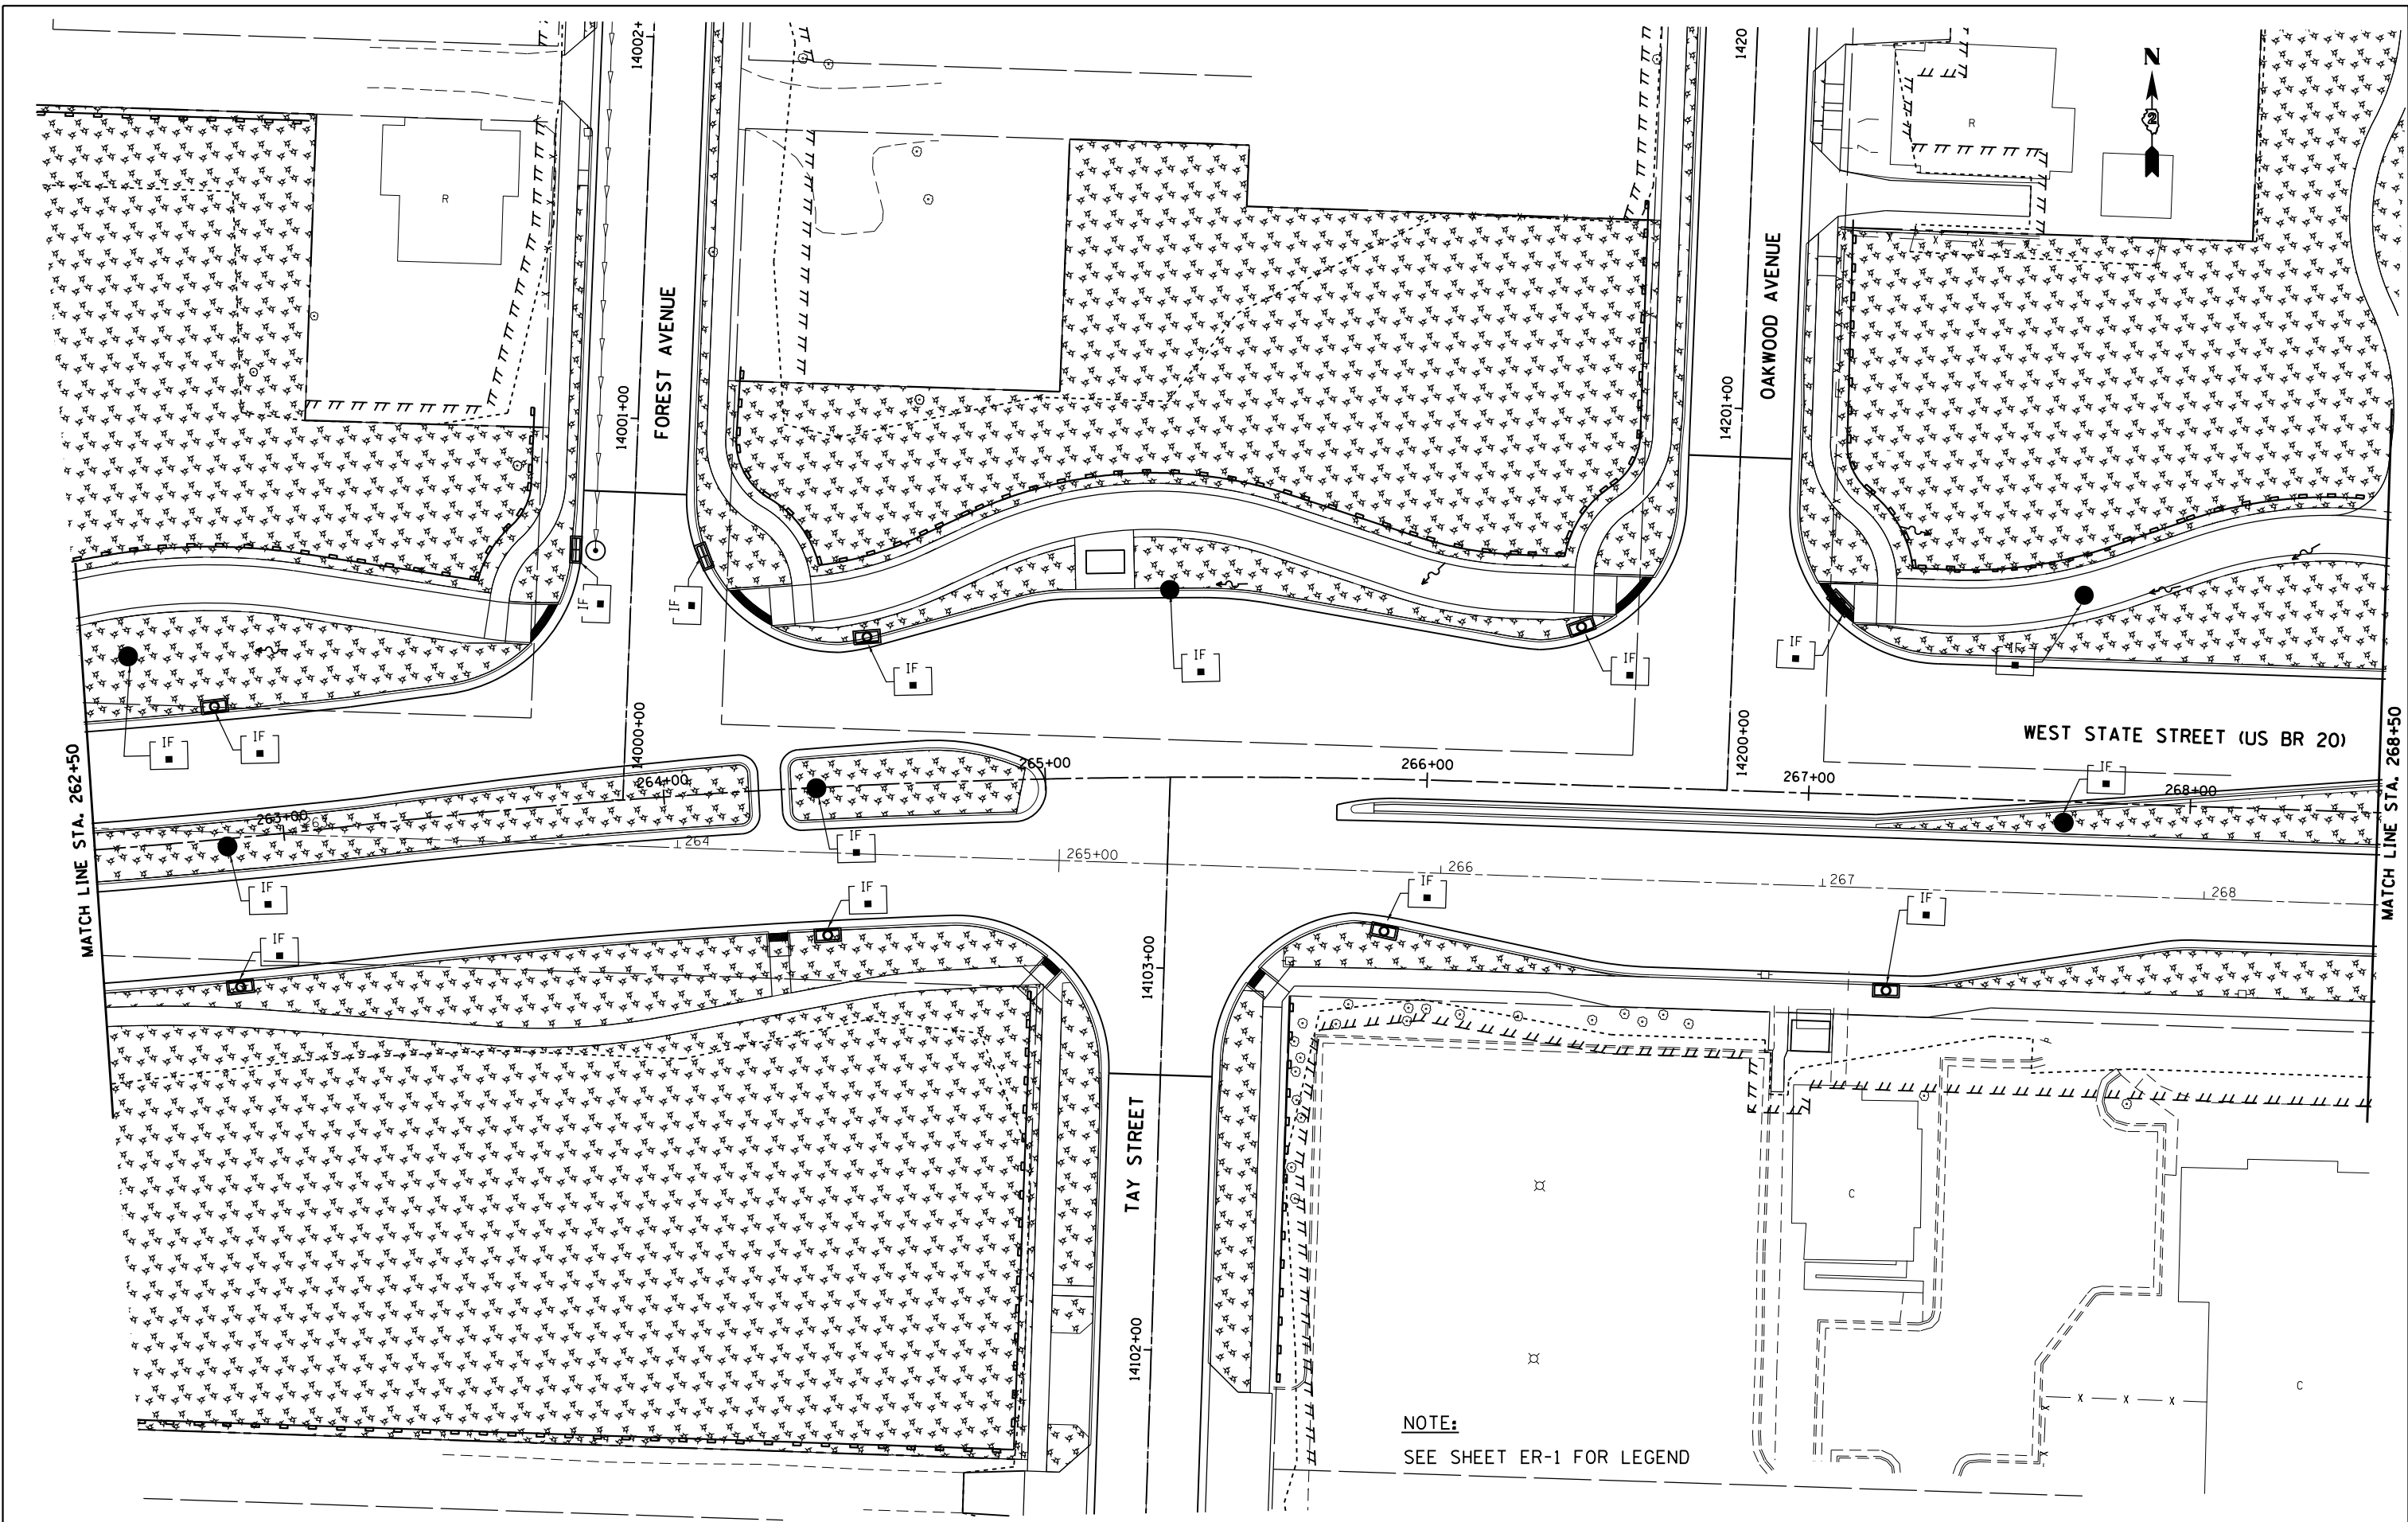 14002+
1420
N
2
R
R
FOREST AVENUE
OAKWOOD AVENUE
14001+00
14201+00
IF
IF
IF
IF
IF
IF
IF
IF
IF
14000+00
14200+00
WEST STATE STREET (US BR 20)
MATCH LINE STA. 262+50
MATCH LINE STA. 268+50
263+00
264+00
265+00
266+00
267+00
268+00
IF
264
265+00
266
267
268
IF
IF
IF
IF
IF
IF
14103+00
TAY STREET
14102+00
P
C
C
X
X
X
X
X
NOTE:
SEE SHEET ER-1 FOR LEGEND